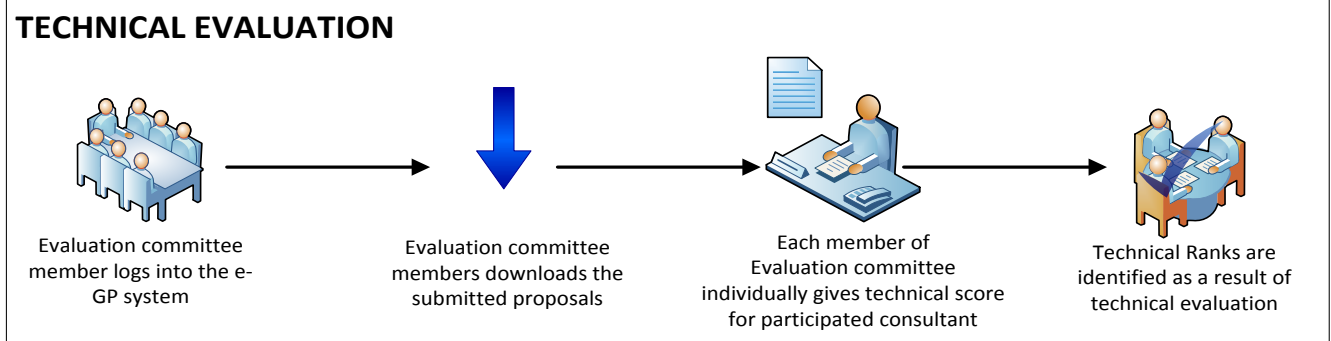 TECHNICAL EVALUATION
Evaluation committee
member logs into the e-
GP system
Evaluation committee
members downloads the
submitted proposals
Each member of
Evaluation committee
individually gives technical score
for participated consultant
Technical Ranks are
identified as a result of
technical evaluation